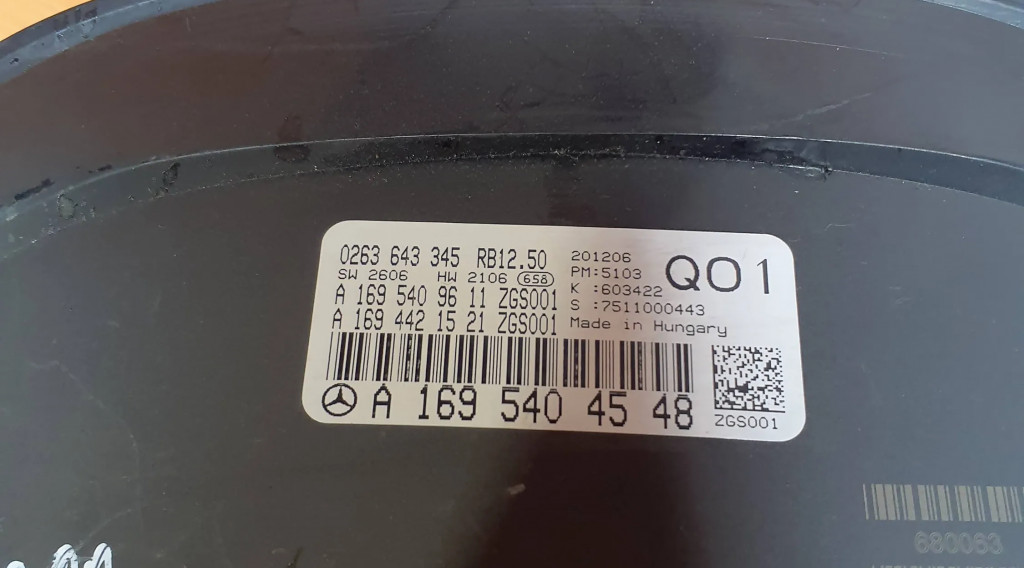 0263 643 345 RB12.50
SW 2606 HW 2106 658
A 169 540 96 11 ZGS001
A 169 442 15 21 ZGS001
201206
PM:5103
K :603422
S :7511000443
Made in Hungary
Q01
A 169 540 45 48
ZGS001
680063